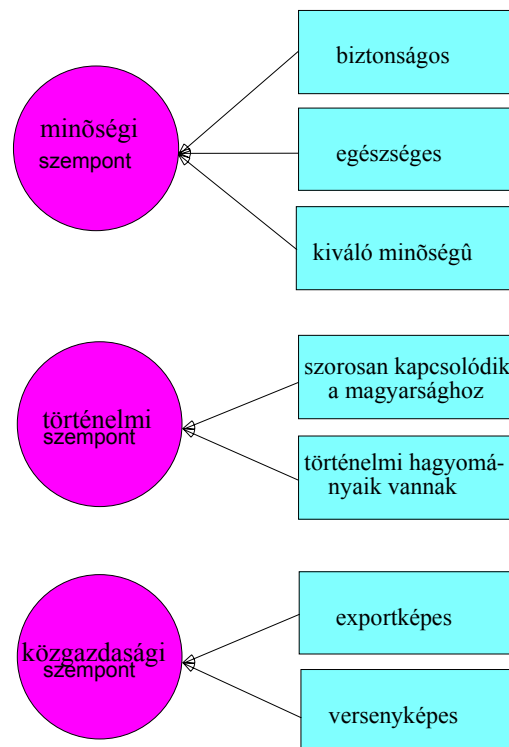 minõségi
szempont
biztonságos
egészséges
kiváló minõségû
történelmi
szempont
szorosan kapcsolódik
a magyarsághoz
történelmi hagyomá-
nyaik vannak
közgazdasági
szempont
exportképes
versenyképes